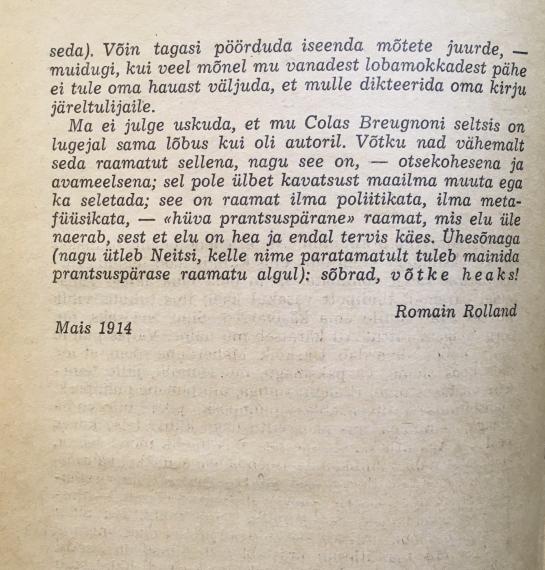 seda). Võin tagasi pöörduda iseenda mõtete juurde, —
muidugi, kui veel mõnel mu vanadest lobamokkadest pähe
ei tule oma hauast väljuda, et mulle dikteerida oma kirju
järeltulijaile.
Ma ei julge uskuda, et mu Colas Breugnoni seltsis on
lugejal sama lõbus kui oli autoril. Võtku nad vähemalt
seda raamatut sellena, nagu see on, — otsekohesena ja
avameelsena; sel pole ülbet kavatsust maailma muuta ega
ka seletada; see on raamat ilma poliitikata, ilma meta-
füüsikata, — «hüva prantsuspärane» raamat, mis elu üle
naerab, sest et elu on hea ja endal tervis käes. Ühesõnaga
(nagu ütleb Neitsi, kelle nime paratamatult tuleb mainida
prantsuspärase raamatu algul): sõbrad, võtke heaks!
Romain Rolland
Mais 1914